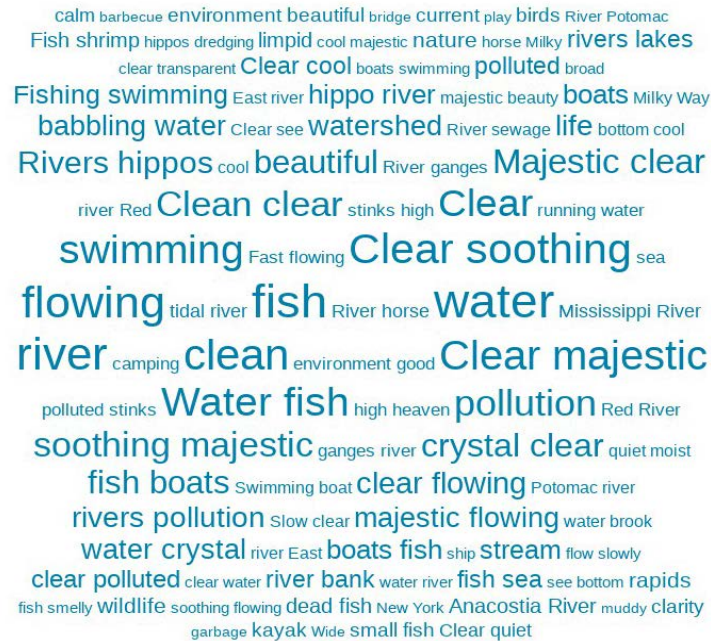 calm barbecue environment beautiful bridge current play birds River Potomac
Fish shrimp hippos dredging limpid cool majestic nature horse Milky rivers lakes
clear transparent Clear cool boats swimming polluted broad
Fishing swimming East river hippo river majestic beauty boats Milky Way
babbling water Clear see watershed River sewage life bottom cool
Rivers hippos cool beautiful River ganges Majestic clear
river Red Clean clear stinks high Clear running water
swimming Fast flowing Clear soothing sea
flowing tidal river fish River horse water Mississippi River
river camping clean environment good Clear majestic
polluted stinks Water fish high heaven pollution Red River
soothing majestic ganges river crystal clear quiet moist
fish boats Swimming boat clear flowing Potomac river
rivers pollution Slow clear majestic flowing water brook
water crystal river East boats fish ship stream flow slowly
clear polluted clear water river bank water river fish sea see bottom rapids
fish smelly wildlife soothing flowing dead fish New York Anacostia River muddy clarity
garbage kayak Wide small fish Clear quiet